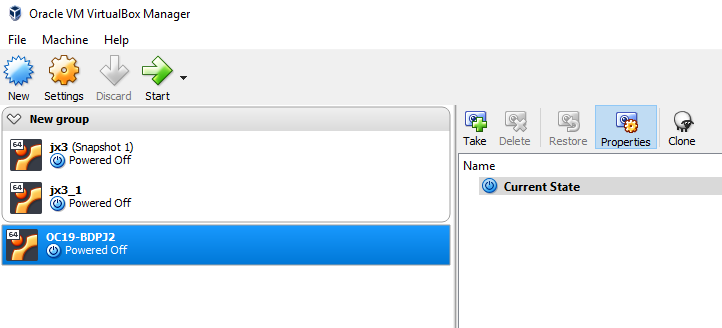 Oracle VM VirtualBox Manager
File Machine Help
New Settings Discard Start
New group
64 jx3 (Snapshot 1)
Powered Off
64 jx3_1
Powered Off
64 OC19-BDPJ2
Powered Off
Take Delete Restore Properties Clone
Name
Current State